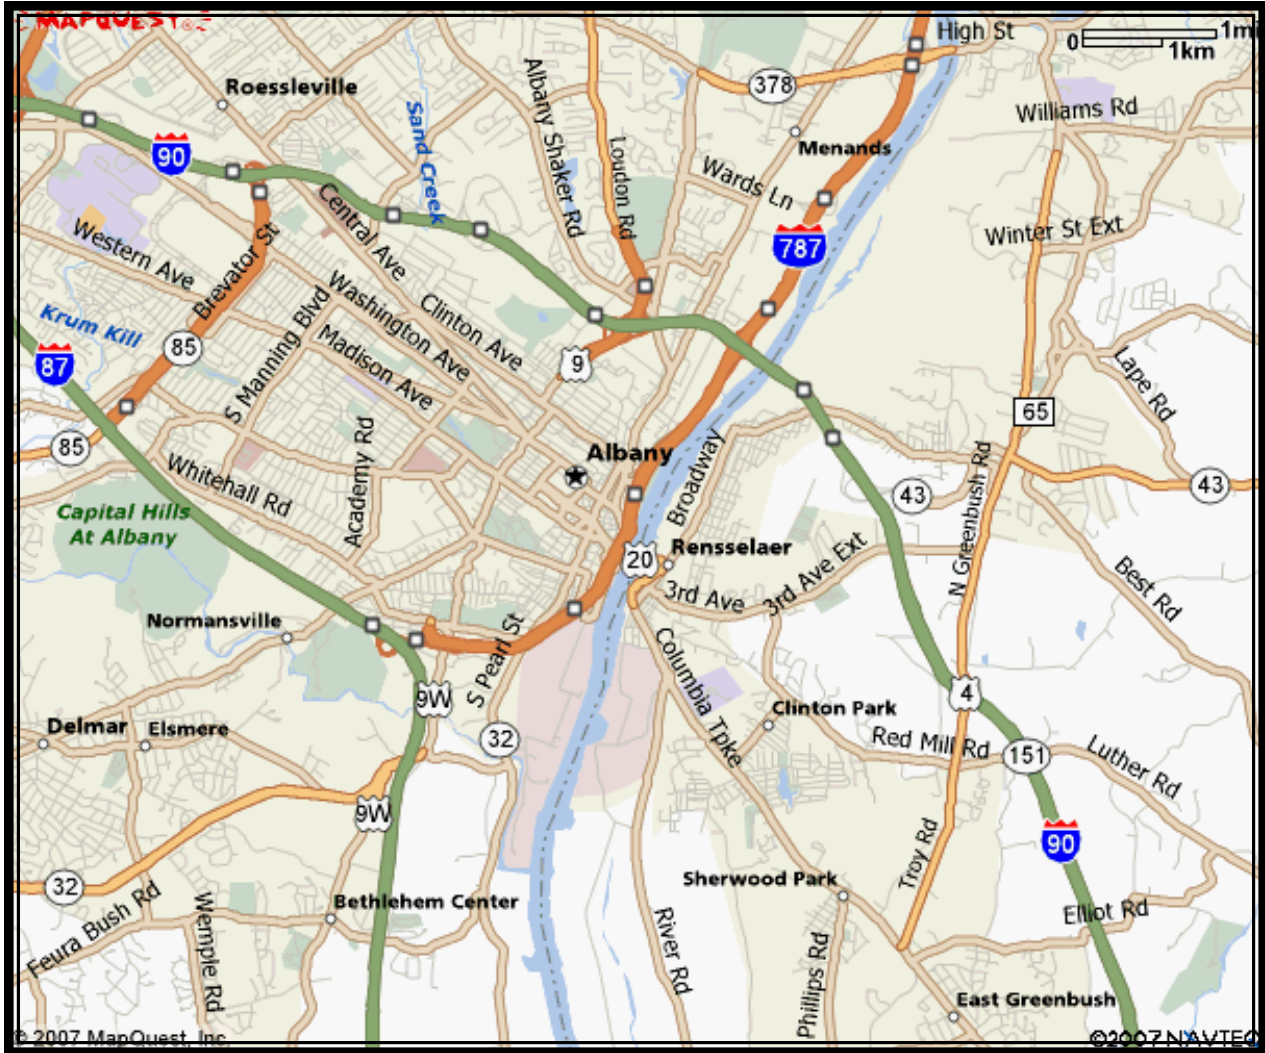 MAPQUEST
High St
0
1mi
1km
378
Roessleville
Albany Shaker Rd
Sand Creek
Williams Rd
Loudon Rd
Menands
90
Wards Ln
Central Ave
Winter St Ext
787
Western Ave
Brevator St
Washington Ave
Clinton Ave
Krum Kill
S Manning Blvd
Madison Ave
85
9
87
Lape Rd
65
Academy Rd
Albany
85
Whitehall Rd
Broadway
N Greenbush Rd
43
43
Capital Hills
At Albany
20
Rensselaer
3rd Ave
3rd Ave Ext
Best Rd
Normansville
S Pearl St
Columbia Tpke
9W
4
Clinton Park
Delmar
Elsmere
32
Red Mill Rd
151
Luther Rd
9W
90
Troy Rd
32
Sherwood Park
Bethlehem Center
Elliot Rd
Feura Bush Rd
Wemple Rd
River Rd
Phillips Rd
East Greenbush
© 2007 MapQuest, Inc.
©2007 NAVTEQ